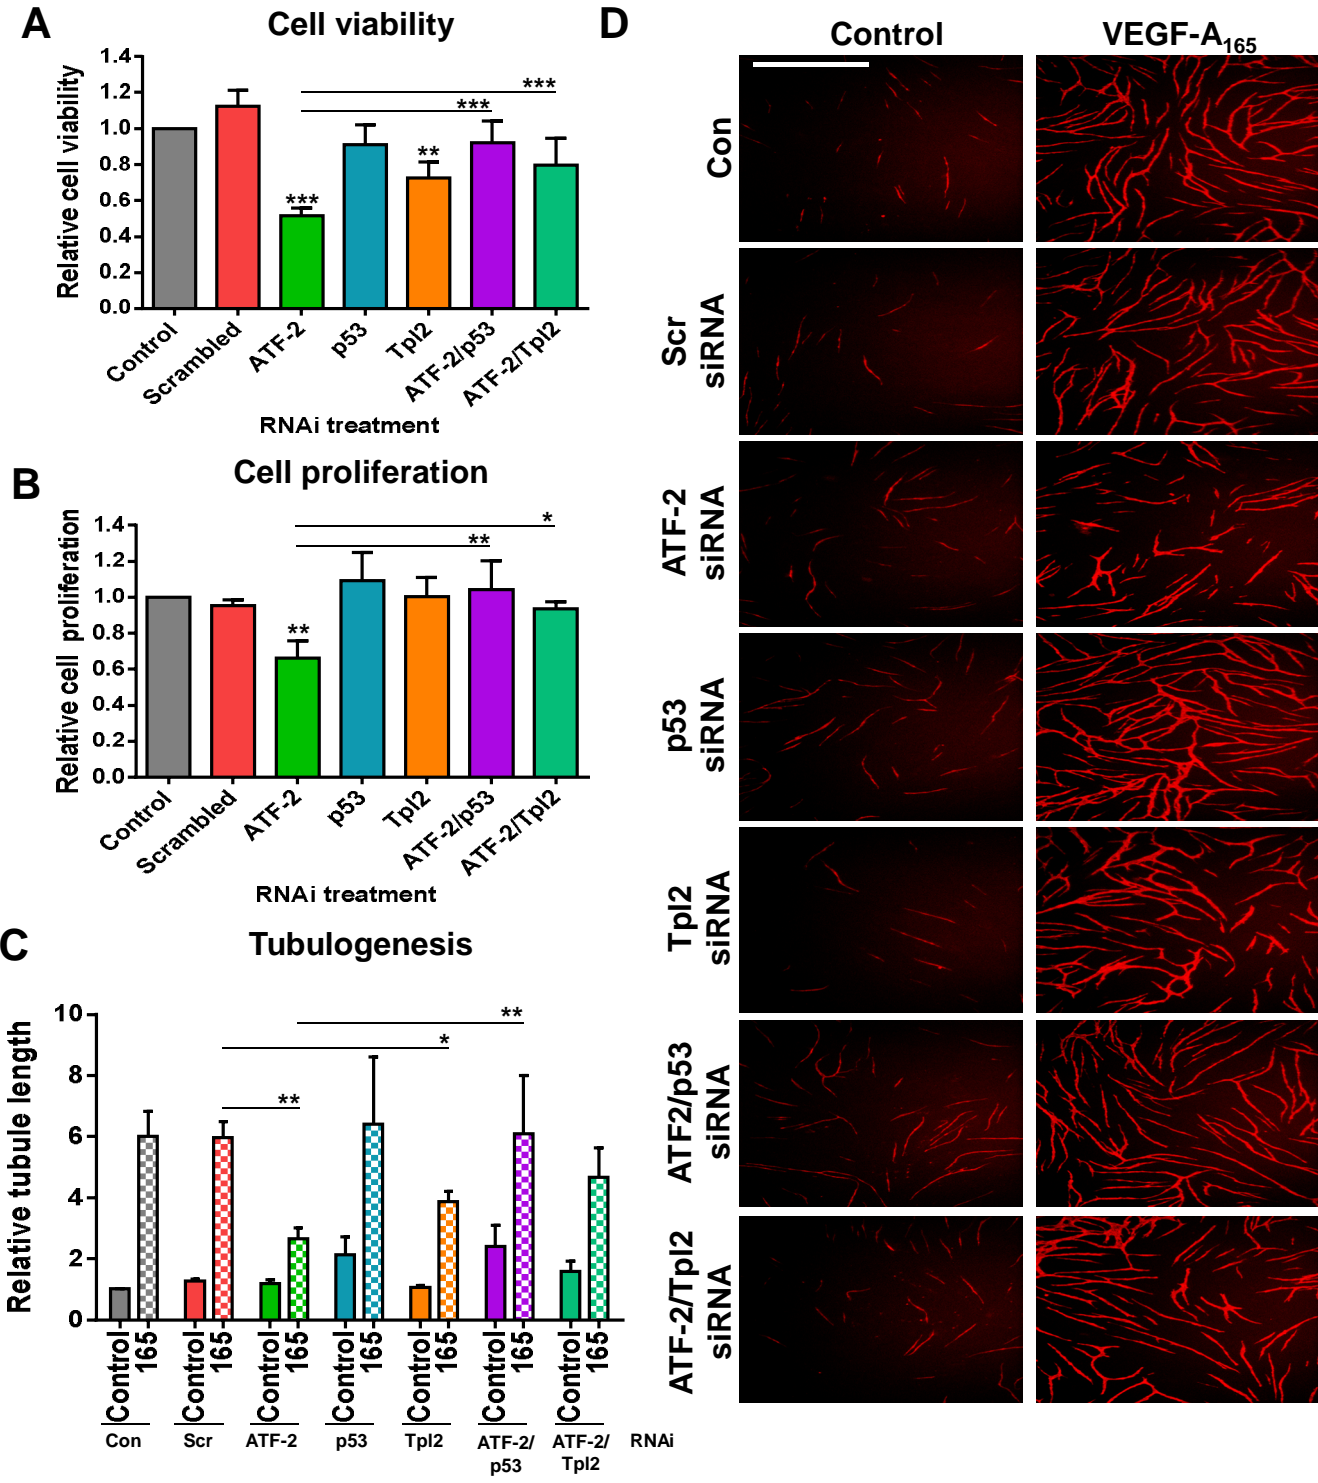 A
Cell viability
Relative cell viability
1.4
1.2
1.0
0.8
0.6
0.4
0.2
0.0
***
***
***
**
Control
Scrambled
ATF-2
p53
Tpl2
ATF-2/p53
ATF-2/Tpl2
RNAi treatment
B
Cell proliferation
Relative cell proliferation
1.4
1.2
1.0
0.8
0.6
0.4
0.2
0.0
*
**
**
Control
Scrambled
ATF-2
p53
Tpl2
ATF-2/p53
ATF-2/Tpl2
RNAi treatment
C
Tubulogenesis
Relative tubule length
10
8
6
4
2
0
**
*
**
Control
165
Control
165
Control
165
Control
165
Control
165
Control
165
Control
165
Con
Scr
ATF-2
p53
Tpl2
ATF-2/
p53
ATF-2/
Tpl2
RNAi
D
Control
VEGF-A₁₆₅
Con
Scr
siRNA
ATF-2
siRNA
p53
siRNA
Tpl2
siRNA
ATF2/p53
siRNA
ATF-2/Tpl2
siRNA